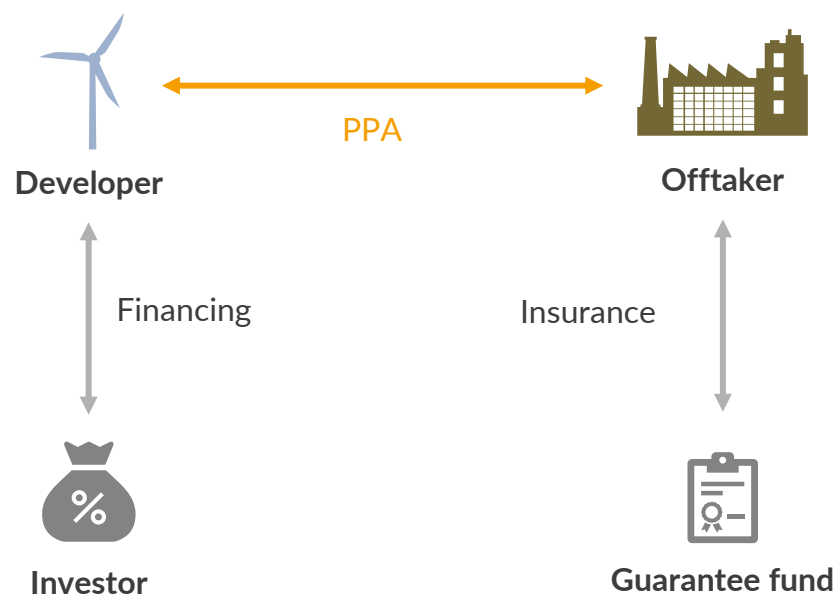 PPA
Developer
Offtaker
Financing
Insurance
%
Investor
Guarantee fund